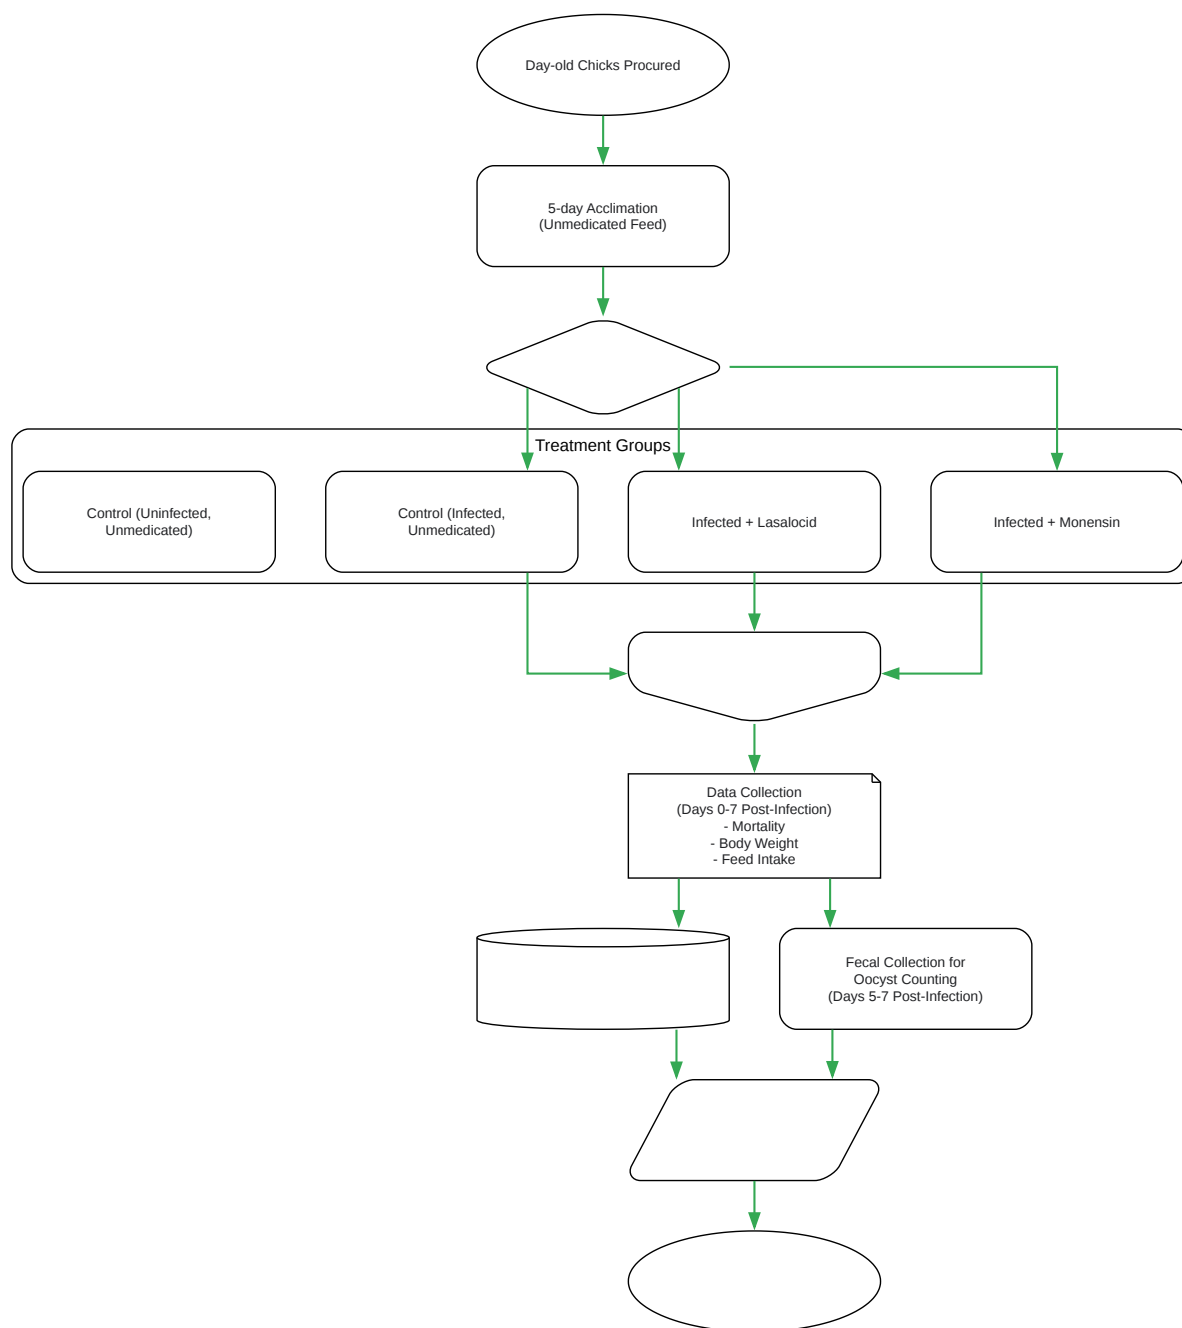 Day-old Chicks Procured
5-day Acclimation
(Unmedicated Feed)
Treatment Groups
Control (Uninfected,
Unmedicated)
Control (Infected,
Unmedicated)
Infected + Lasalocid
Infected + Monensin
Data Collection
(Days 0-7 Post-Infection)
- Mortality
- Body Weight
- Feed Intake
Fecal Collection for
Oocyst Counting
(Days 5-7 Post-Infection)